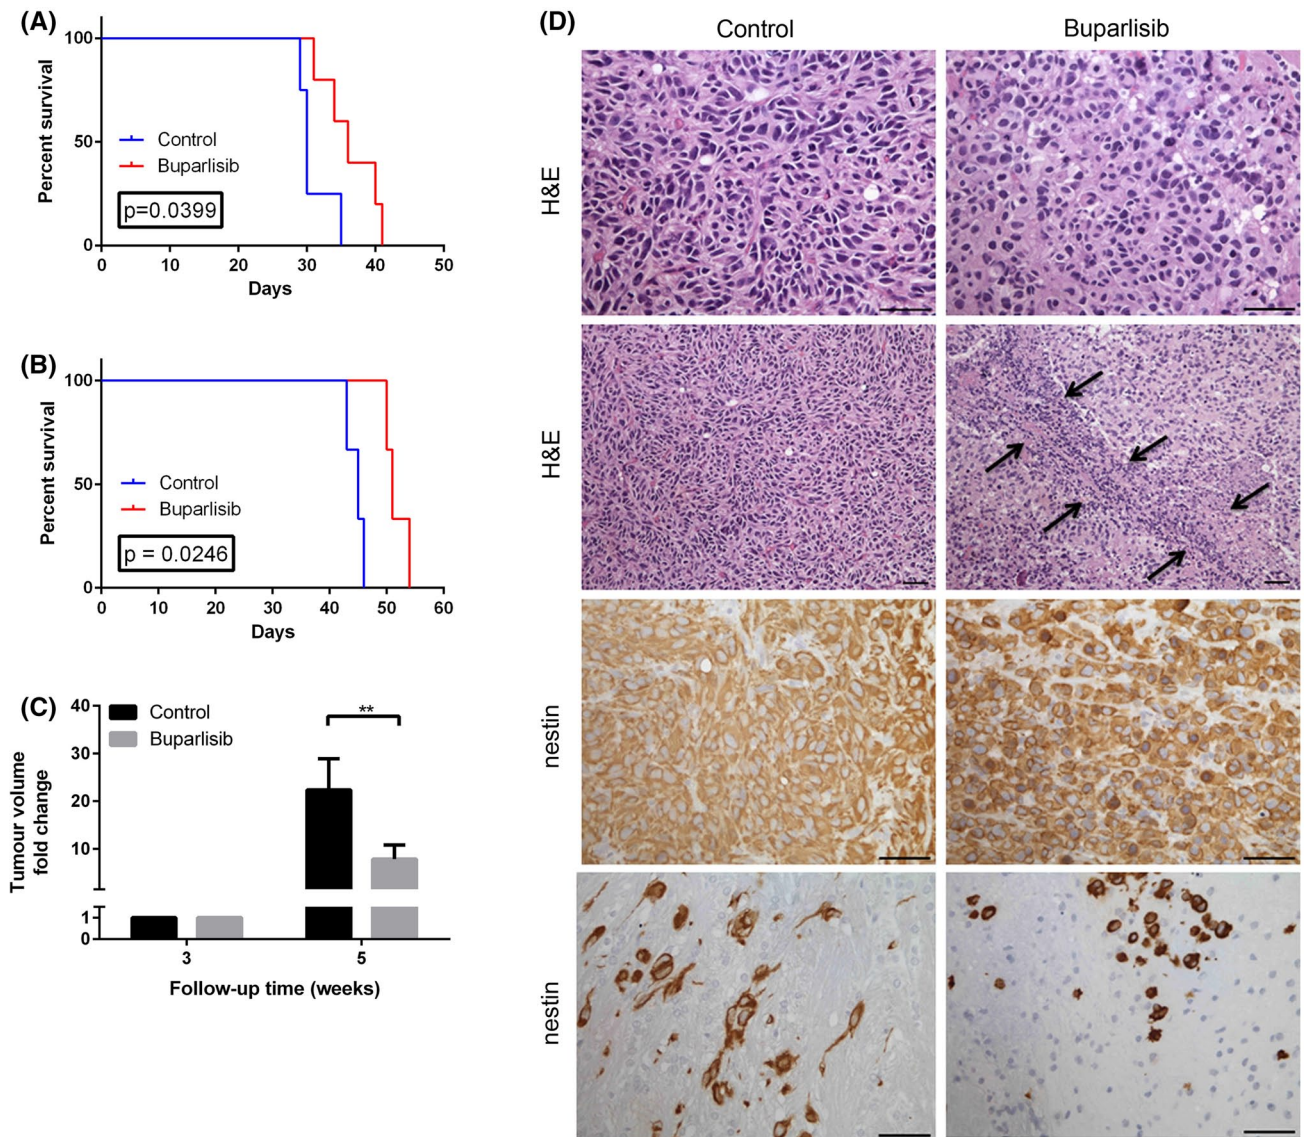 (A)
Percent survival
100
50
0
Control
Buparlisib
p=0.0399
0 10 20 30 40 50
Days
(B)
Percent survival
100
50
0
Control
Buparlisib
p = 0.0246
0 10 20 30 40 50 60
Days
(C)
Tumour volume
fold change
40
30
20
10
1
0
Control
Buparlisib
**
3 5
Follow-up time (weeks)
(D)
Control Buparlisib
H&E
H&E
nestin
nestin